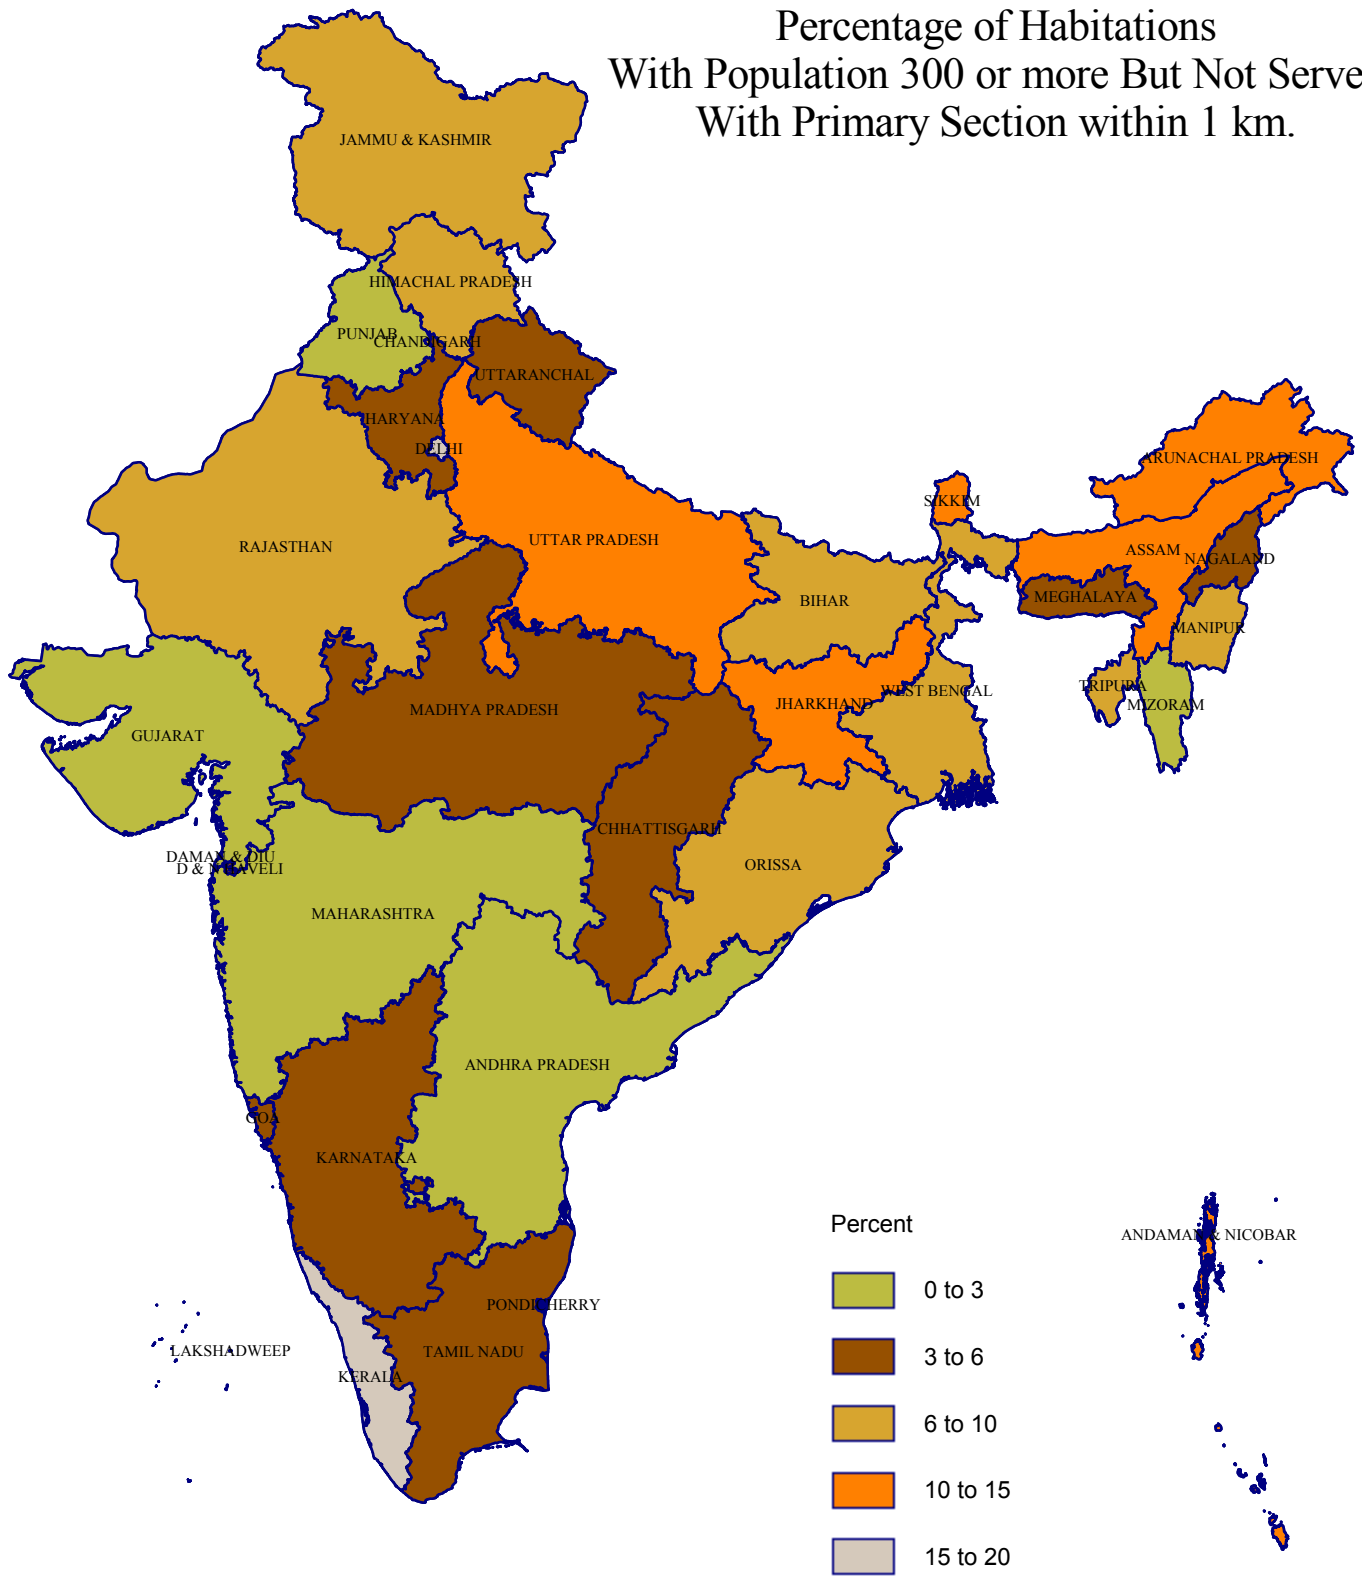 Percentage of Habitations
With Population 300 or more But Not Serve
With Primary Section within 1 km.
JAMMU & KASHMIR
HIMACHAL PRADESH
PUNJAB
CHANDIGARH
UTTARANCHAL
HARYANA
DELHI
ARUNACHAL PRADESH
SIKKIM
RAJASTHAN
UTTAR PRADESH
ASSAM
NAGALAND
BIHAR
MEGHALAYA
MANIPUR
TRIPURA
WEST BENGAL
JHARKHAND
MIZORAM
MADHYA PRADESH
GUJARAT
CHHATTISGARH
DAMAN & DIU
ORISSA
D & N HAVELI
MAHARASHTRA
ANDHRA PRADESH
GOA
KARNATAKA
Percent
ANDAMAN & NICOBAR
0 to 3
PONDICHERRY
LAKSHADWEEP
TAMIL NADU
3 to 6
KERALA
6 to 10
10 to 15
15 to 20